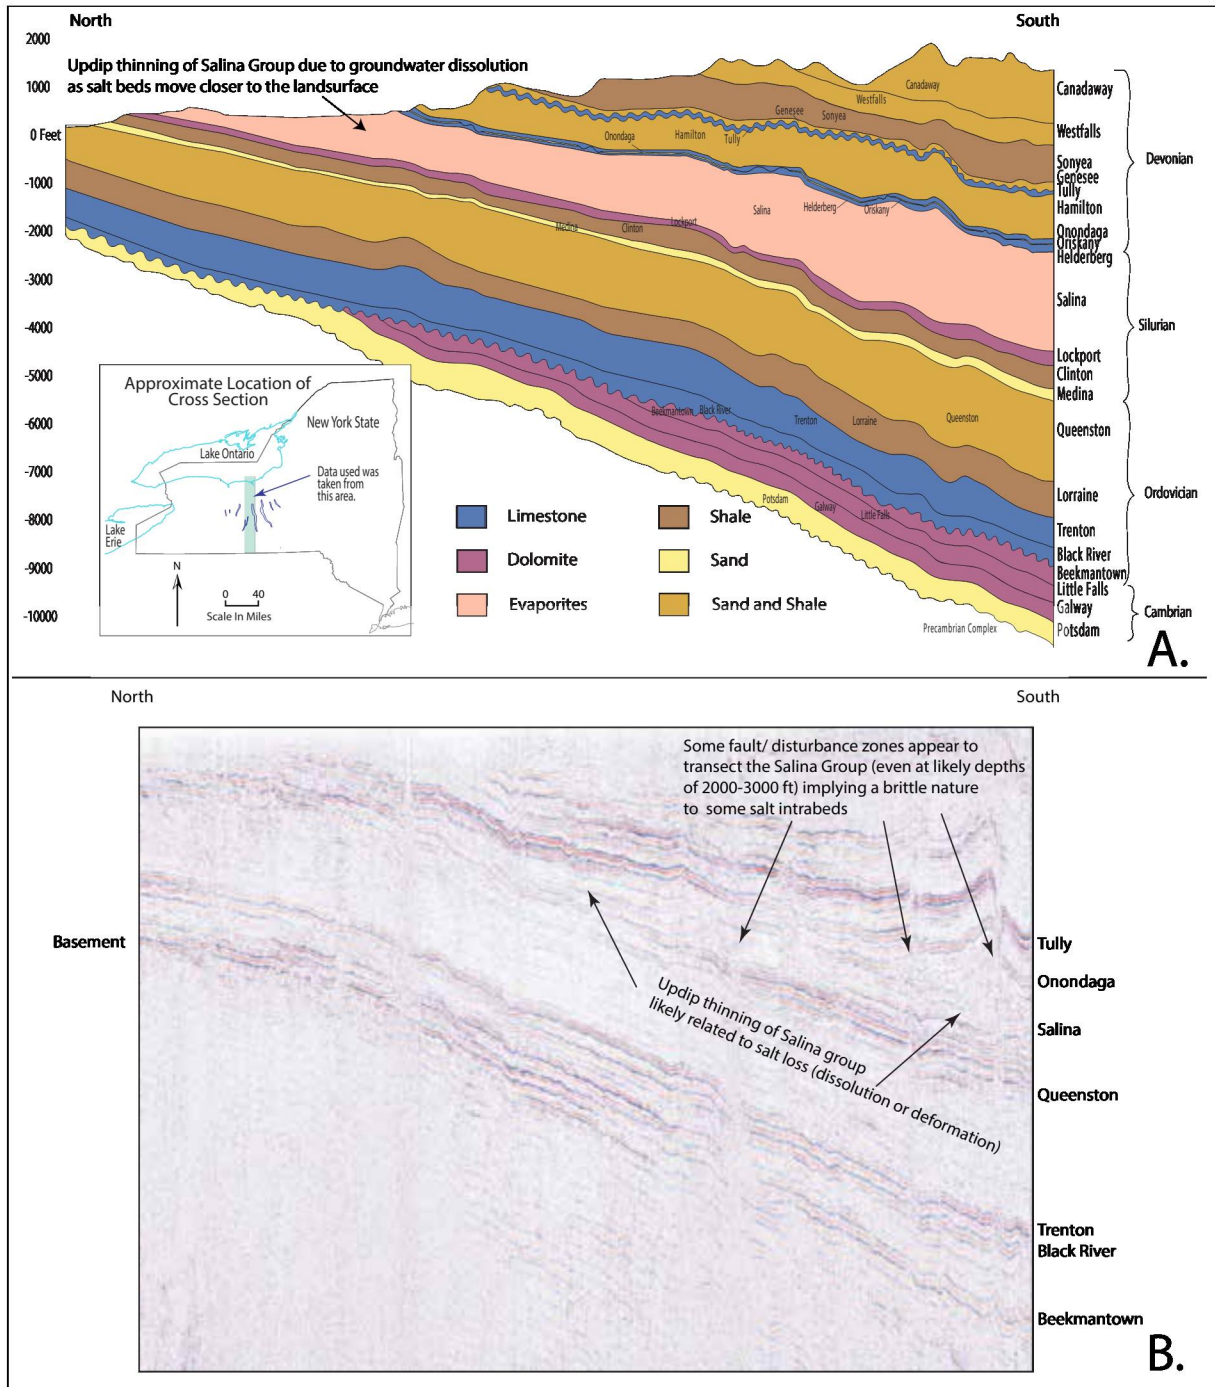 North
South
2000
1000
0 Feet
-1000
-2000
-3000
-4000
-5000
-6000
-7000
-8000
-9000
-10000
Updip thinning of Salina Group due to groundwater dissolution
as salt beds move closer to the landsurface
Canadaway
Westfalls
Genesee
Sonyea
Onondaga
Hamilton
Tully
Salina
Helderberg
Oriskany
Medina
Clinton
Lockport
Beekmantown
Black River
Trenton
Lorraine
Queenston
Potsdam
Galway
Little Falls
Precambrian Complex
Canadaway
Westfalls
Sonyea
Genesee
Tully
Hamilton
Onondaga
Oriskany
Helderberg
Salina
Lockport
Clinton
Medina
Queenston
Lorraine
Trenton
Black River
Beekmantown
Little Falls
Galway
Potsdam
Devonian
Silurian
Ordovician
Cambrian
Approximate Location of
Cross Section
New York State
Lake Ontario
Data used was
taken from
this area.
Lake
Erie
N
0 40
Scale In Miles
Limestone
Dolomite
Evaporites
Shale
Sand
Sand and Shale
A.
North
South
Some fault/ disturbance zones appear to
transect the Salina Group (even at likely depths
of 2000-3000 ft) implying a brittle nature
to some salt intrabeds
Basement
Updip thinning of Salina group
likely related to salt loss (dissolution or deformation)
Tully
Onondaga
Salina
Queenston
Trenton
Black River
Beekmantown
B.